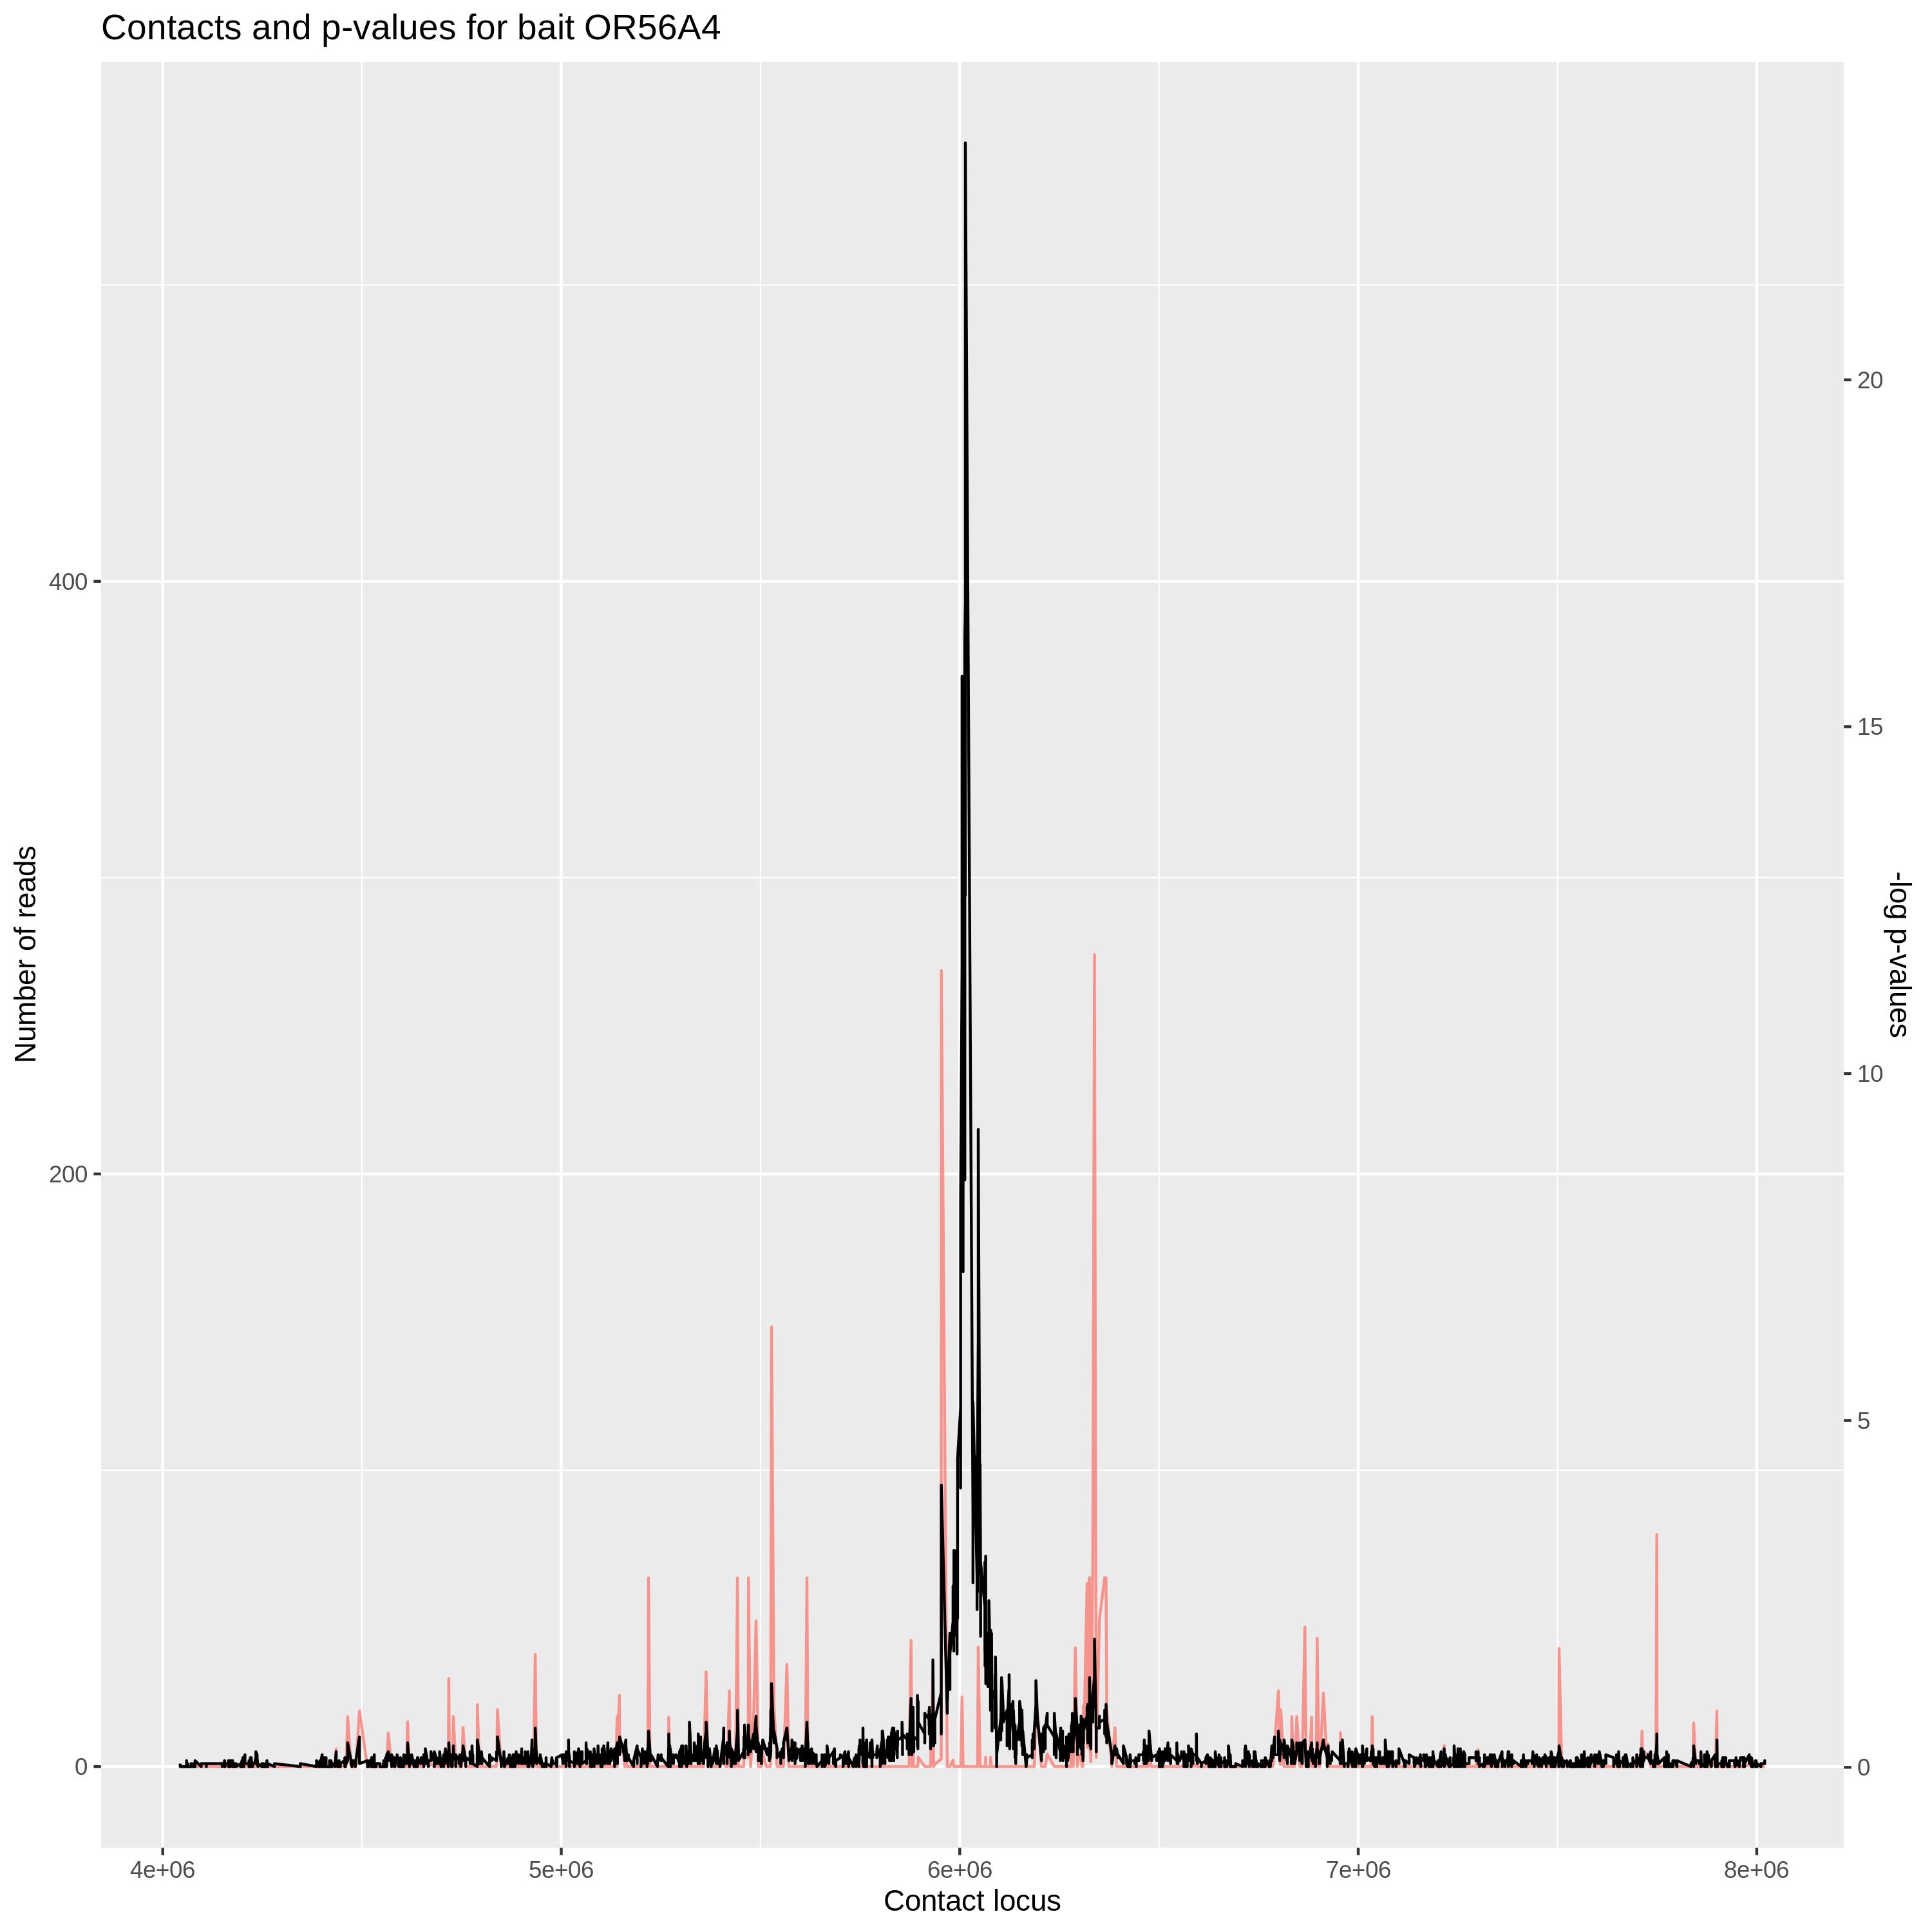 Contacts and p-values for bait OR56A4
Number of reads
400
200
0
20
15
10
5
0
-log p-values
4e+06 5e+06 6e+06 7e+06 8e+06
Contact locus